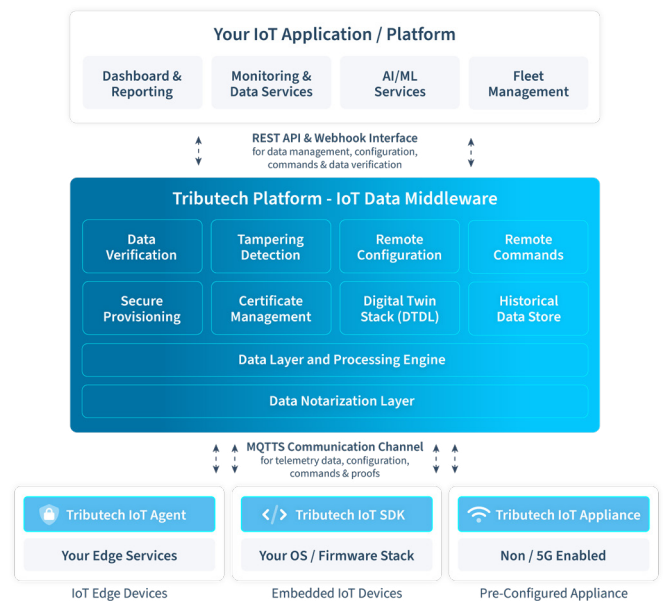 Your IoT Application / Platform
Dashboard &
Reporting
Monitoring &
Data Services
AI/ML
Services
Fleet
Management
REST API & Webhook Interface
for data management, configuration,
commands & data verification
Tributech Platform - IoT Data Middleware
Data
Verification
Tampering
Detection
Remote
Configuration
Remote
Commands
Secure
Provisioning
Certificate
Management
Digital Twin
Stack (DTDL)
Historical
Data Store
Data Layer and Processing Engine
Data Notarization Layer
MQTTS Communication Channel
for telemetry data, configuration,
commands & proofs
Tributech IoT Agent
Your Edge Services
IoT Edge Devices
Tributech IoT SDK
Your OS / Firmware Stack
Embedded IoT Devices
Tributech IoT Appliance
Non / 5G Enabled
Pre-Configured Appliance